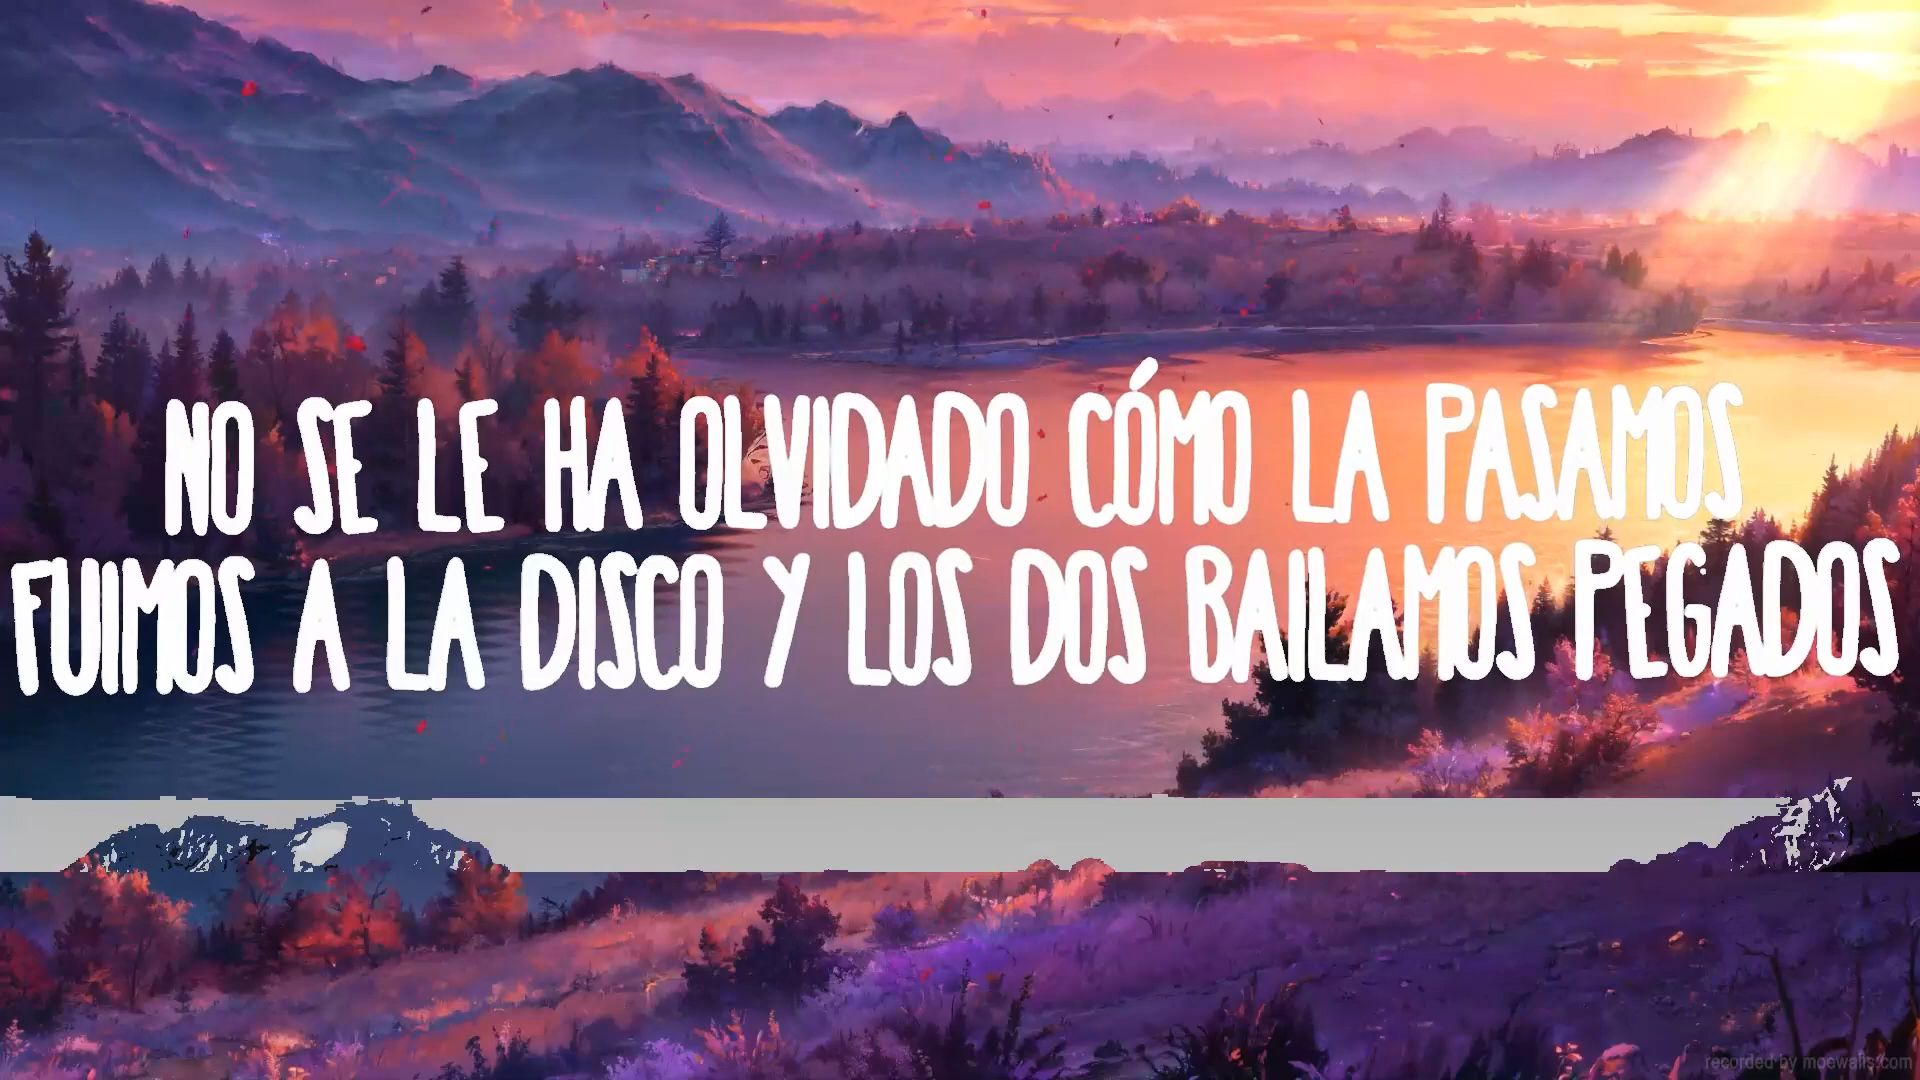 NO SE LE HA OLVIDADO CÓMO LA PASAMOS
FUIMOS A LA DISCO Y LOS DOS BAILAMOS PEGADOS
recorded by moewalls.com